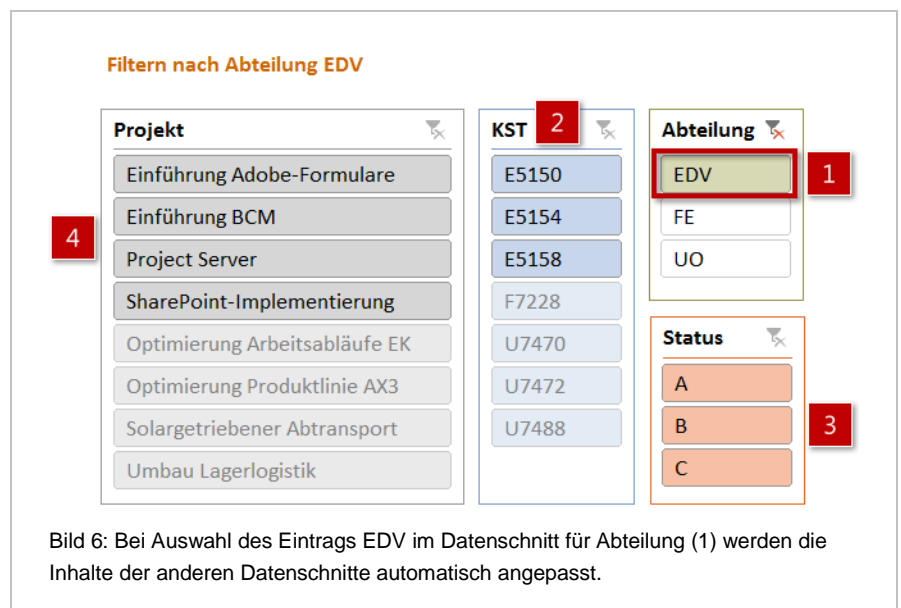 Filtern nach Abteilung EDV
Projekt
Einführung Adobe-Formulare
Einführung BCM
Project Server
SharePoint-Implementierung
Optimierung Arbeitsabläufe EK
Optimierung Produktlinie AX3
Solargetriebener Abtransport
Umbau Lagerlogistik
4
KST 2
E5150
E5154
E5158
F7228
U7470
U7472
U7488
Abteilung
EDV 1
FE
UO
Status
A
B 3
C
Bild 6: Bei Auswahl des Eintrags EDV im Datenschnitt für Abteilung (1) werden die
Inhalte der anderen Datenschnitte automatisch angepasst.